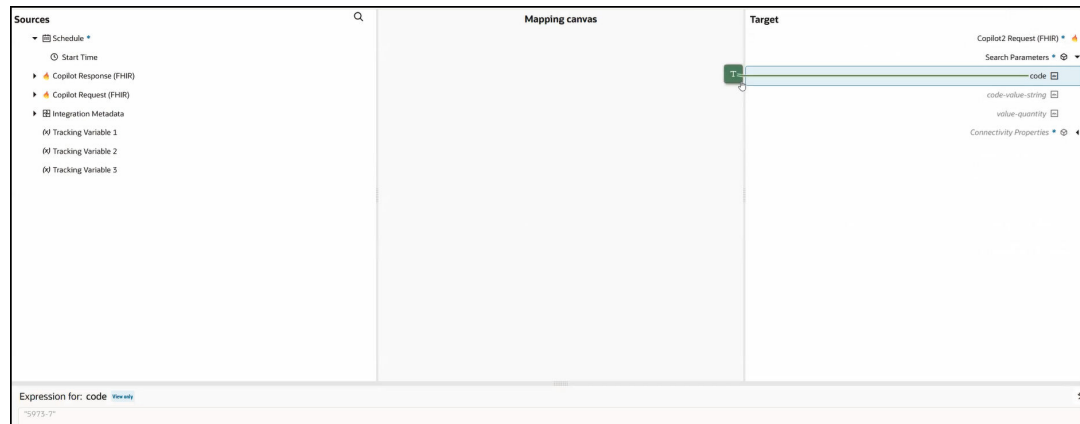 Sources
Mapping canvas
Target
Schedule *
Start Time
Copilot Response (FHIR)
Copilot Request (FHIR)
Integration Metadata
(x) Tracking Variable 1
(x) Tracking Variable 2
(x) Tracking Variable 3
T
Copilot2 Request (FHIR) *
Search Parameters *
code
code-value-string
value-quantity
Connectivity Properties *
Expression for: code View only
"5973-7"